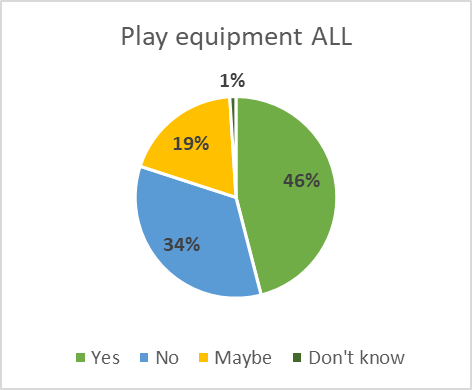 Play equipment ALL
1%
19%
46%
34%
Yes No Maybe Don't know